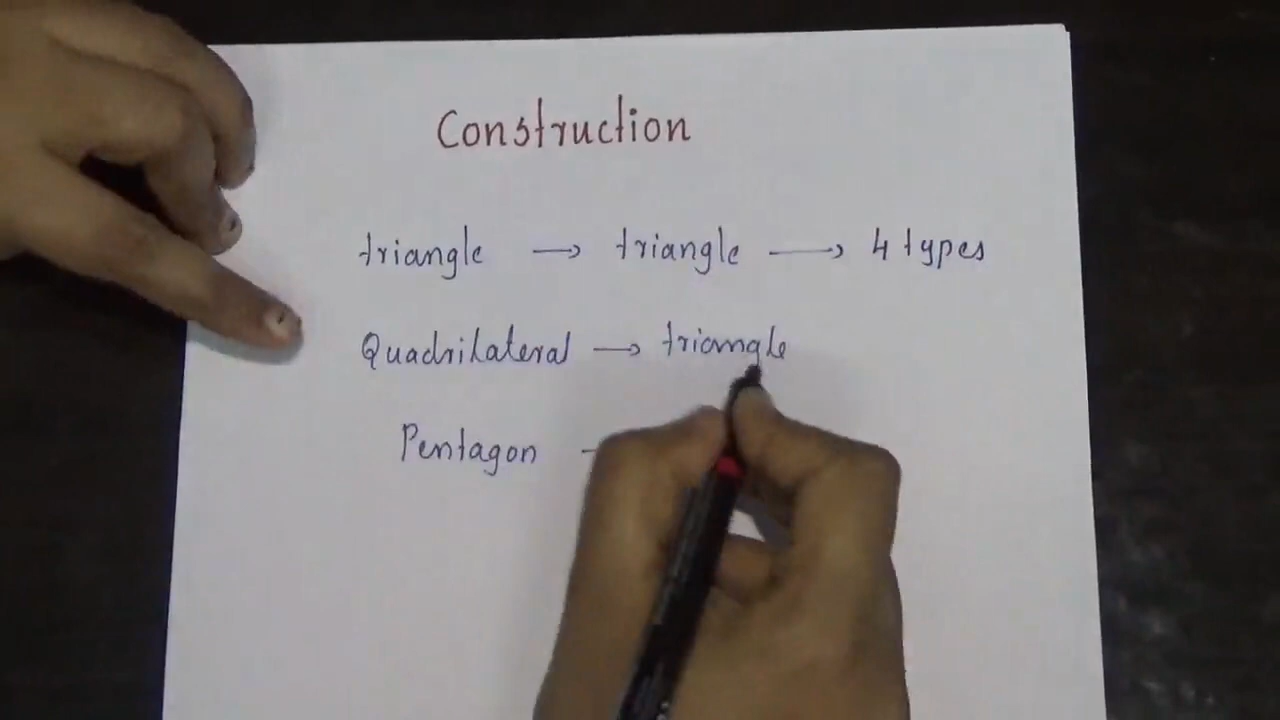 Construction
triangle → triangle → 4 types
Quadrilateral → triangle
Pentagon -